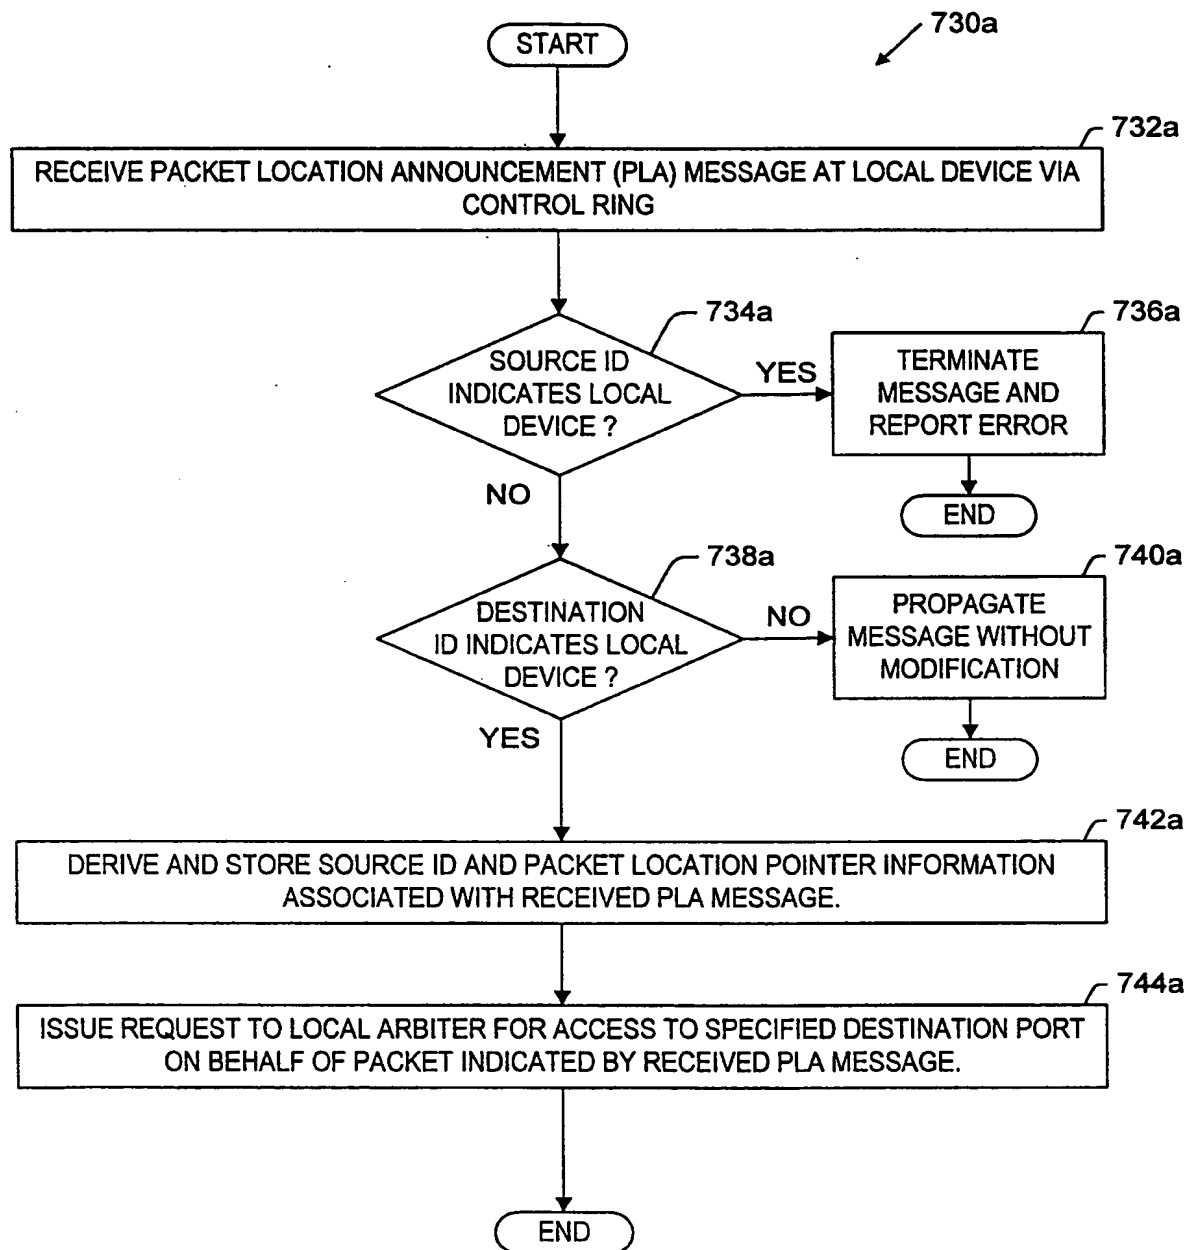 START
730a
732a
RECEIVE PACKET LOCATION ANNOUNCEMENT (PLA) MESSAGE AT LOCAL DEVICE VIA
CONTROL RING
734a
SOURCE ID
INDICATES LOCAL
DEVICE ?
YES
736a
TERMINATE
MESSAGE AND
REPORT ERROR
END
NO
738a
DESTINATION
ID INDICATES LOCAL
DEVICE ?
NO
740a
PROPAGATE
MESSAGE WITHOUT
MODIFICATION
END
YES
742a
DERIVE AND STORE SOURCE ID AND PACKET LOCATION POINTER INFORMATION
ASSOCIATED WITH RECEIVED PLA MESSAGE.
744a
ISSUE REQUEST TO LOCAL ARBITER FOR ACCESS TO SPECIFIED DESTINATION PORT
ON BEHALF OF PACKET INDICATED BY RECEIVED PLA MESSAGE.
END